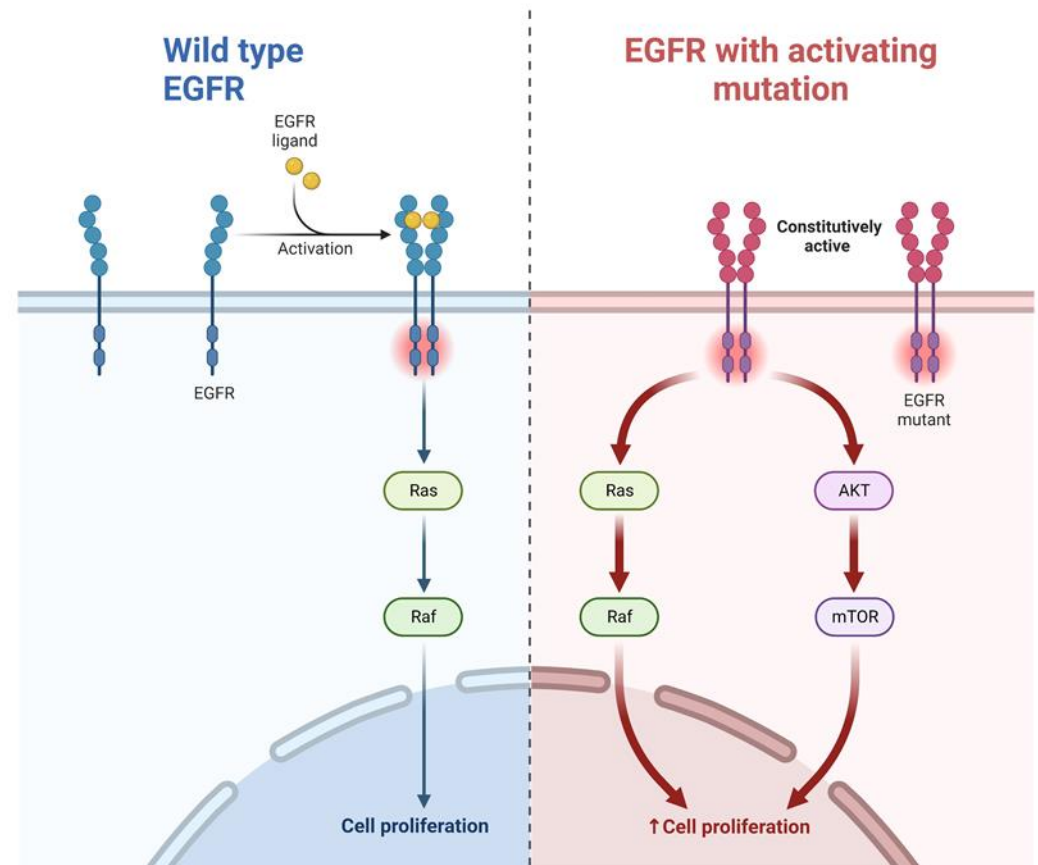 Wild type
EGFR
EGFR
ligand
Activation
EGFR
Ras
Raf
Cell proliferation
EGFR with activating
mutation
Constitutively
active
EGFR
mutant
Ras
AKT
Raf
mTOR
↑Cell proliferation